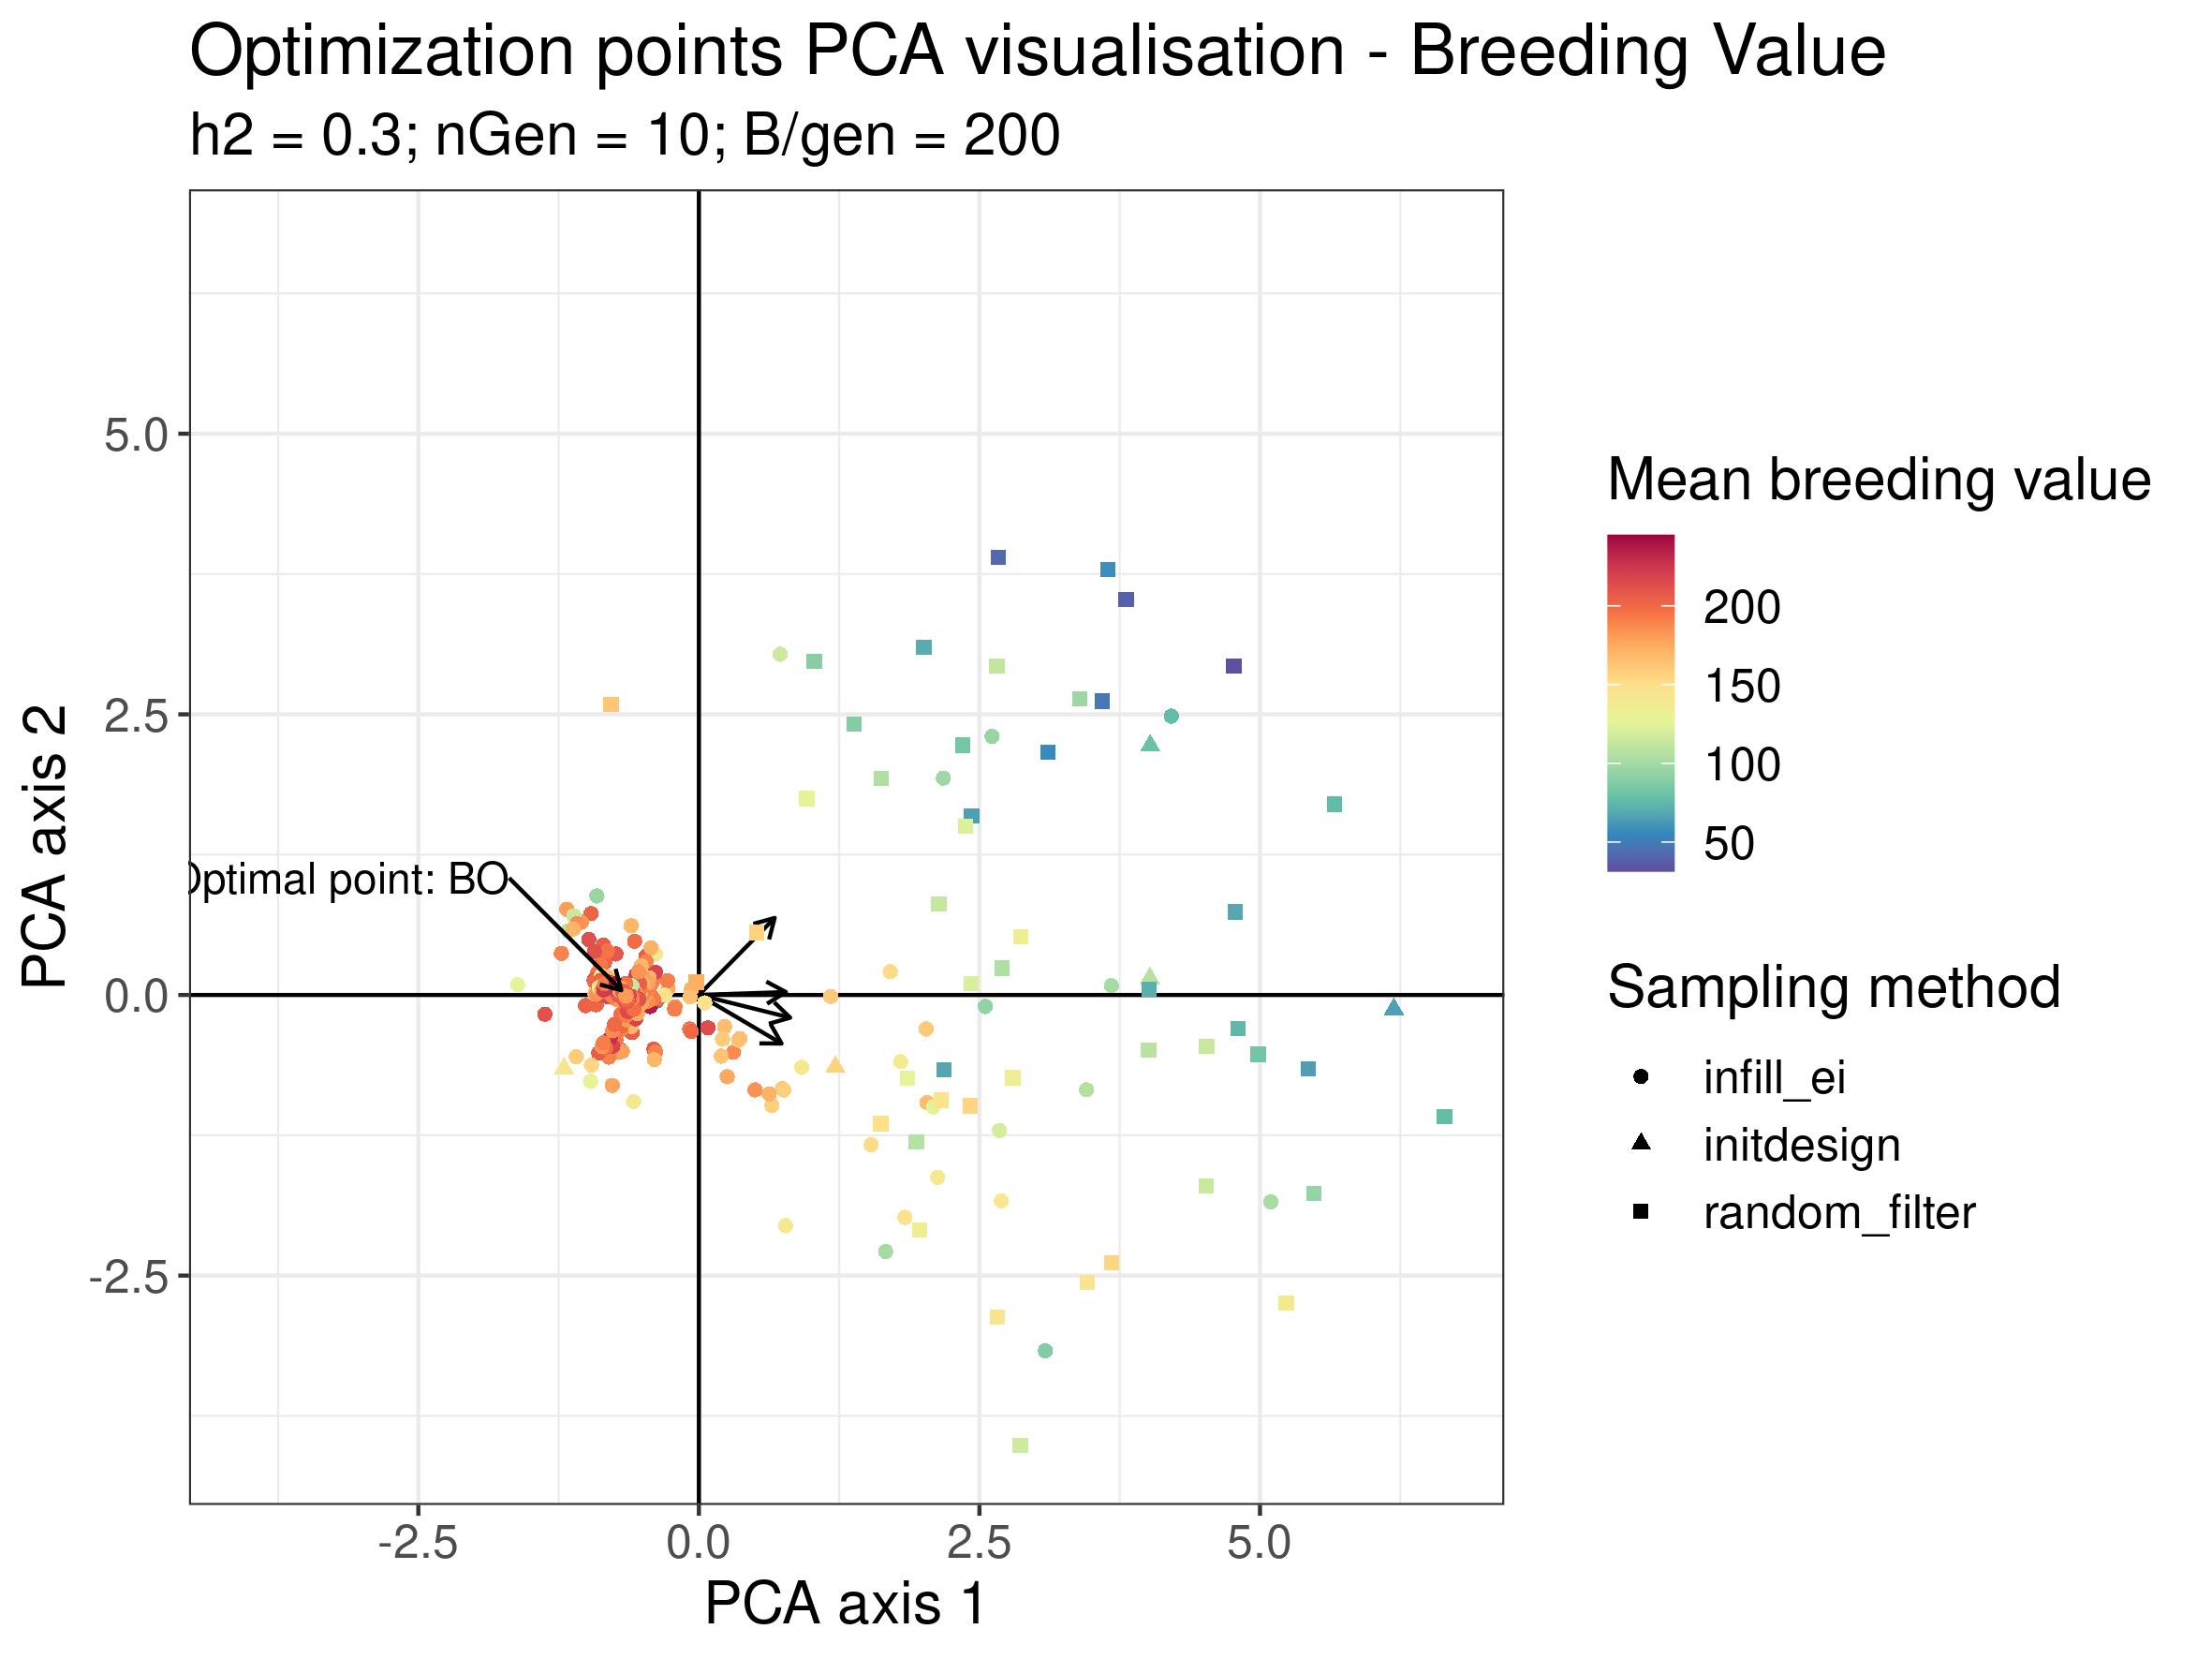 Optimization points PCA visualisation - Breeding Value
h2 = 0.3; nGen = 10; B/gen = 200
PCA axis 2
5.0
2.5
0.0
-2.5
Optimal point: BO
-2.5
0.0
2.5
5.0
PCA axis 1
Mean breeding value
200
150
100
50
Sampling method
infill_ei
initdesign
random_filter